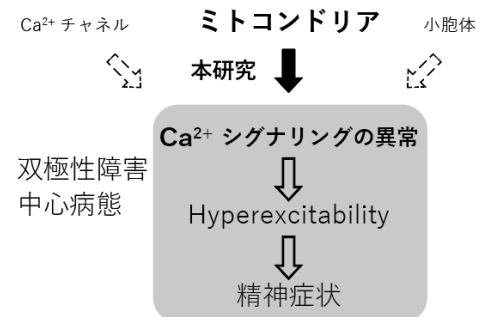 Ca²⁺ チャネル
ミトコンドリア
小胞体
本研究
Ca²⁺ シグナリングの異常
双極性障害
中心病態
Hyperexcitability
精神症状